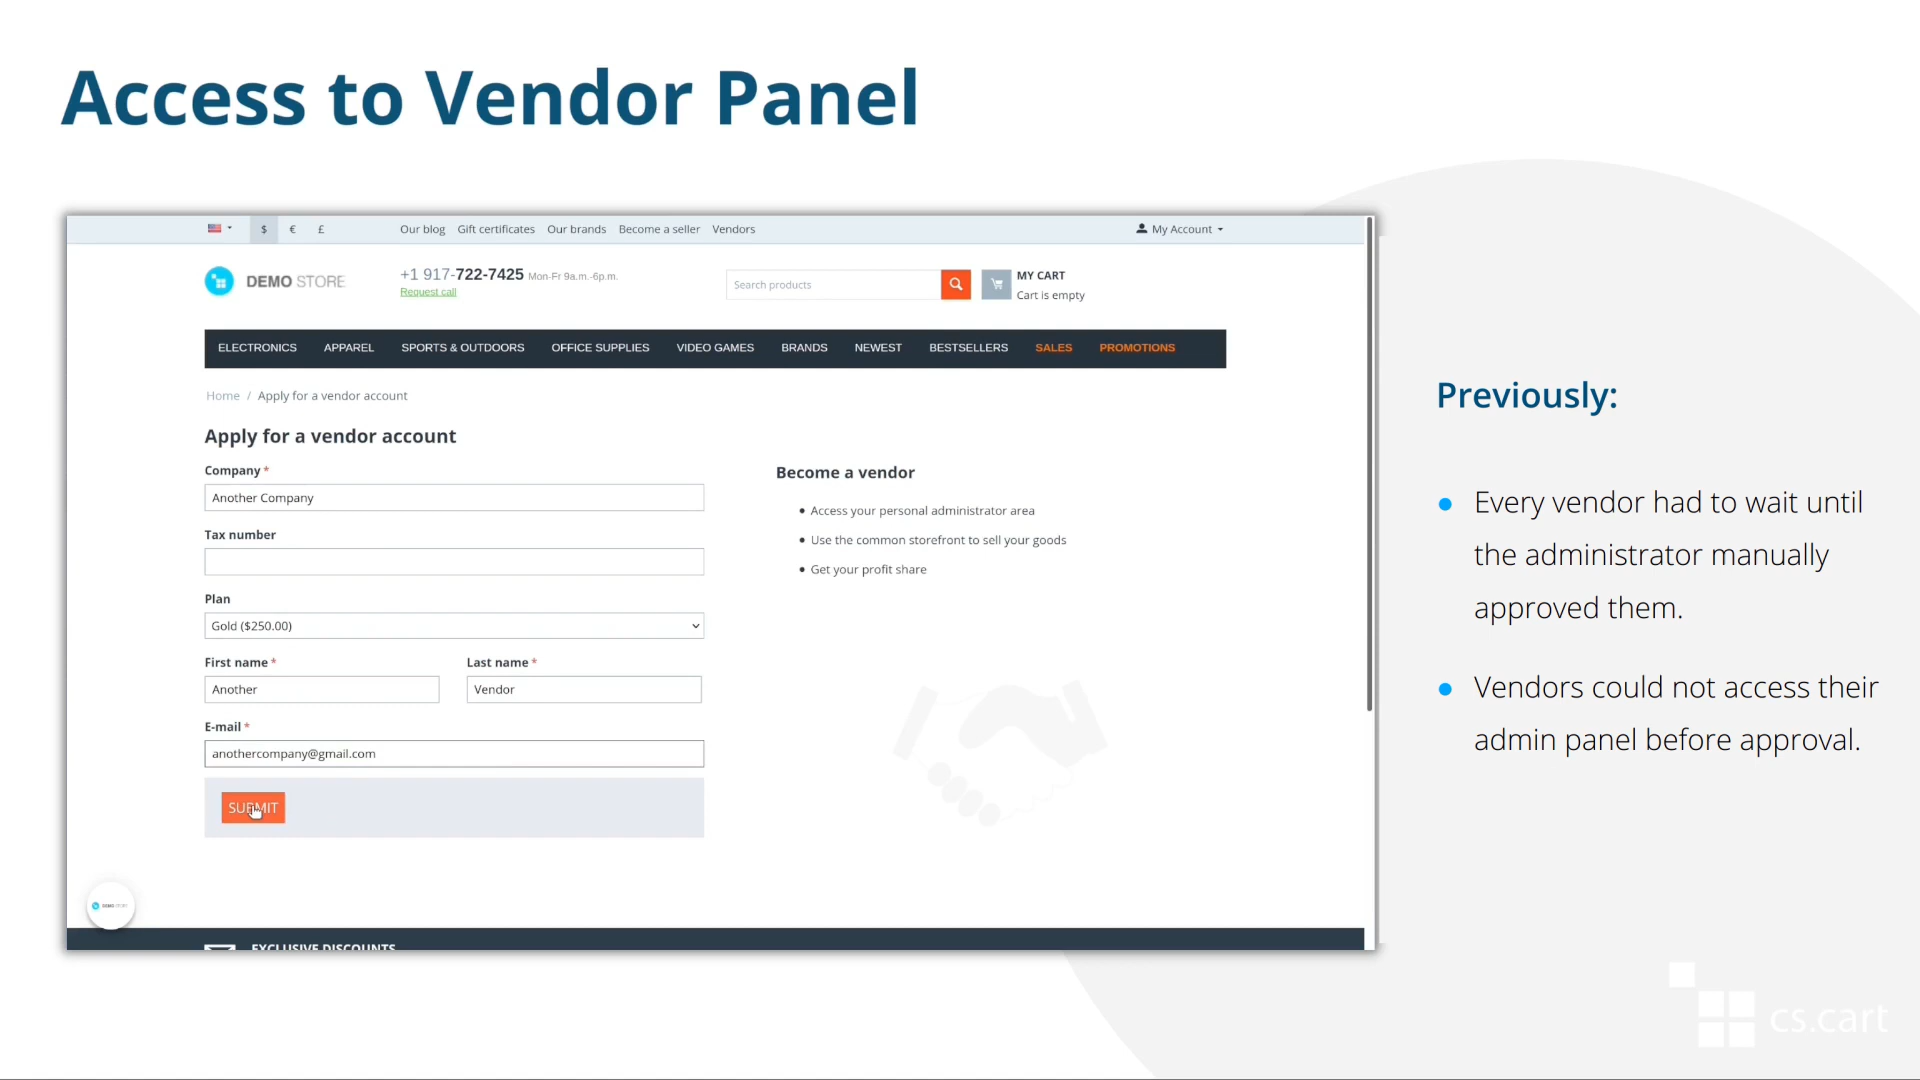 Access to Vendor Panel
$ € £ Our blog Gift certificates Our brands Become a seller Vendors My Account
DEMO STORE
+1 917-722-7425 Mon-Fr 9a.m.-6p.m.
Request call
Search products
MY CART
Cart is empty
ELECTRONICS APPAREL SPORTS & OUTDOORS OFFICE SUPPLIES VIDEO GAMES BRANDS NEWEST BESTSELLERS SALES PROMOTIONS
Home / Apply for a vendor account
Apply for a vendor account
Company *
Another Company
Tax number
Plan
Gold ($250.00)
First name * Last name *
Another Vendor
E-mail *
anothercompany@gmail.com
SUBMIT
Become a vendor
• Access your personal administrator area
• Use the common storefront to sell your goods
• Get your profit share
DEMO STORE
EXCLUSIVE DISCOUNTS
Previously:
• Every vendor had to wait until
the administrator manually
approved them.
• Vendors could not access their
admin panel before approval.
cs.cart